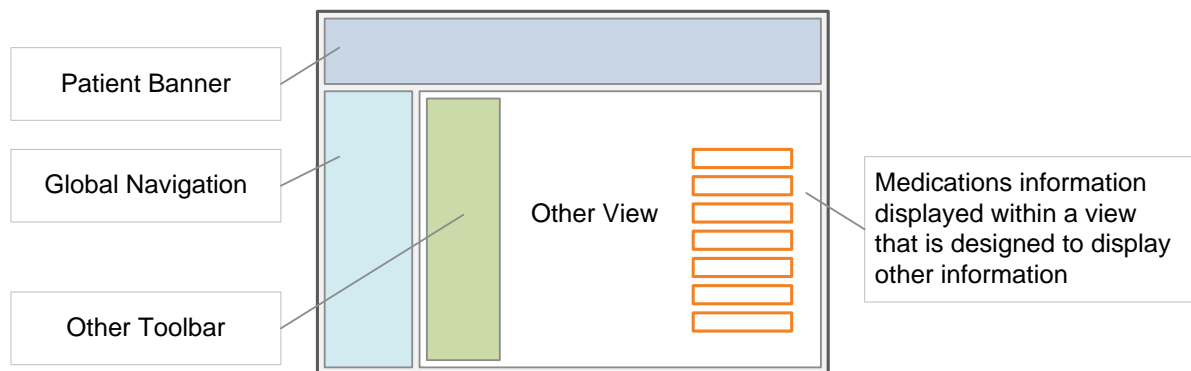 Patient Banner
Global Navigation
Other Toolbar
Other View
Medications information
displayed within a view
that is designed to display
other information